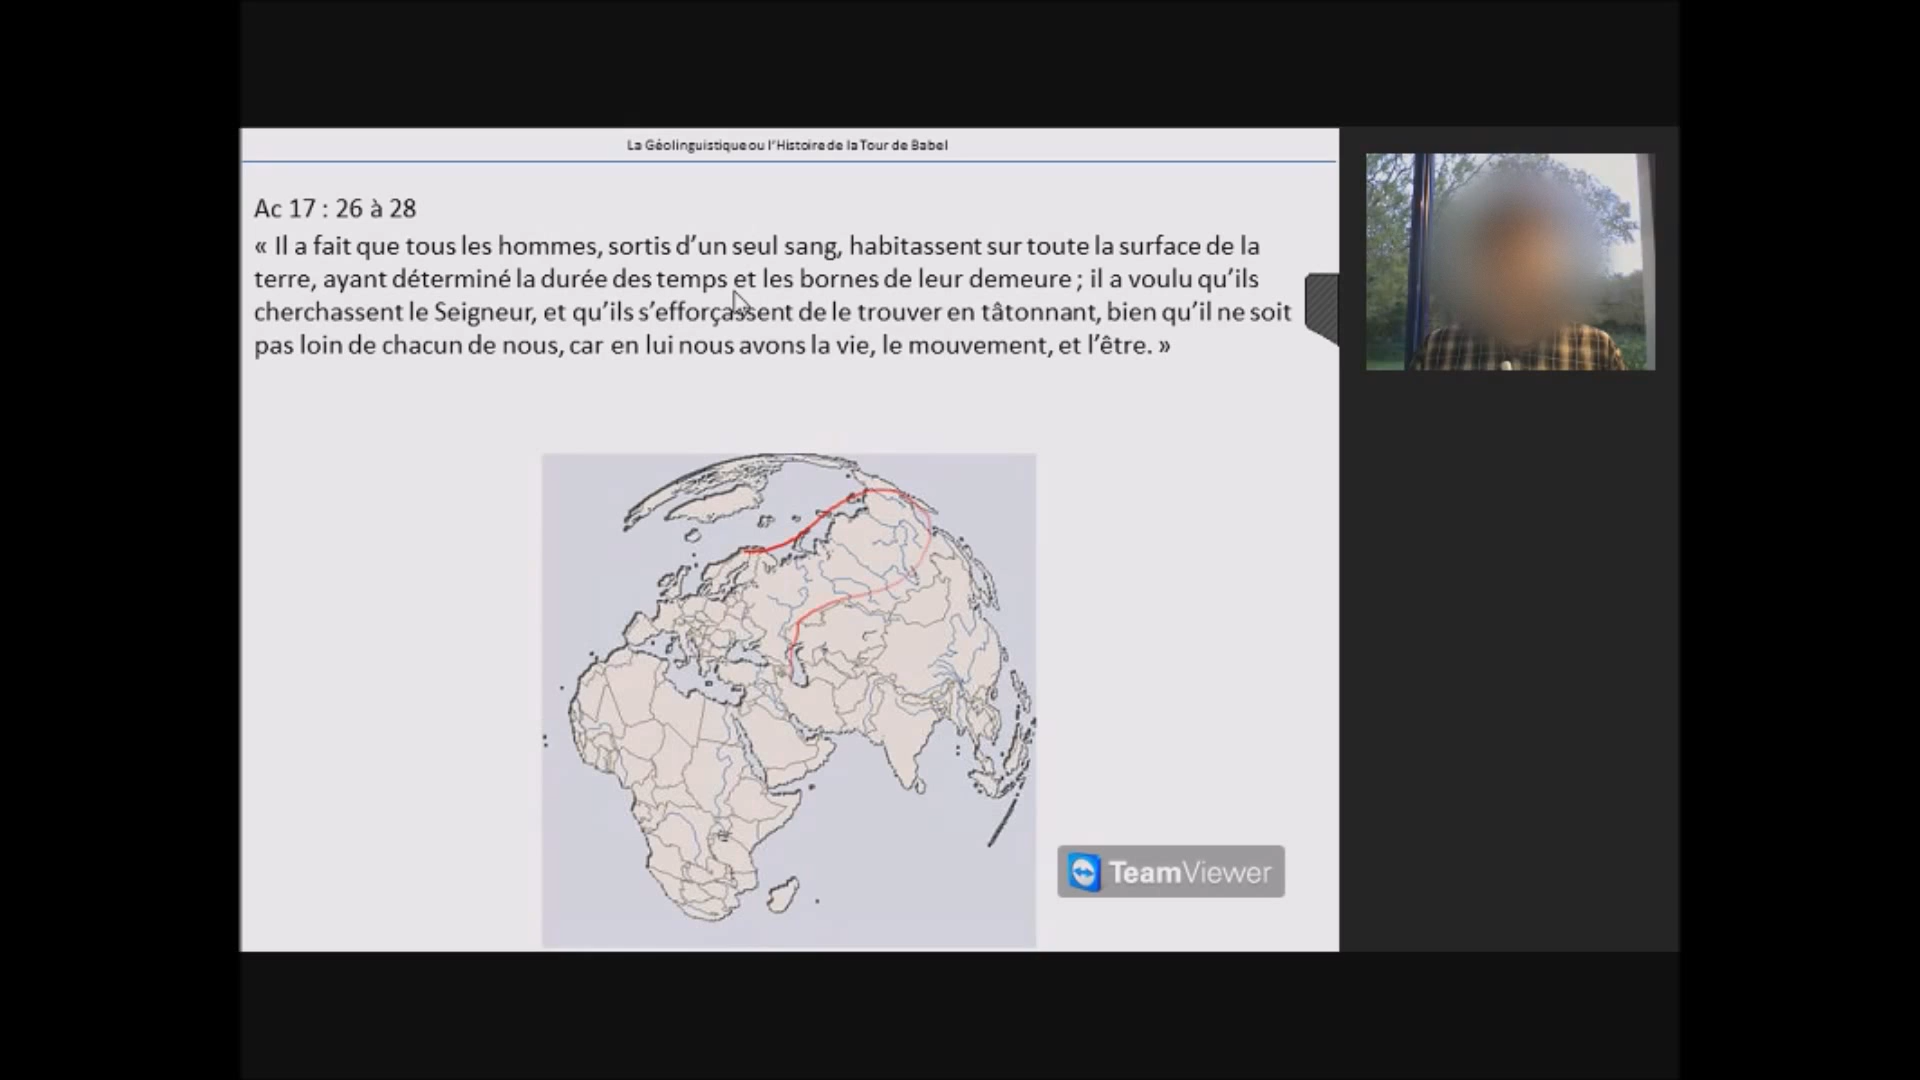 La Géolinguistique ou l'Histoire de la Tour de Babel
Ac 17 : 26 à 28
« Il a fait que tous les hommes, sortis d’un seul sang, habitassent sur toute la surface de la
terre, ayant déterminé la durée des temps et les bornes de leur demeure ; il a voulu qu’ils
cherchassent le Seigneur, et qu’ils s’efforçassent de le trouver en tâtonnant, bien qu’il ne soit
pas loin de chacun de nous, car en lui nous avons la vie, le mouvement, et l’être. »
TeamViewer